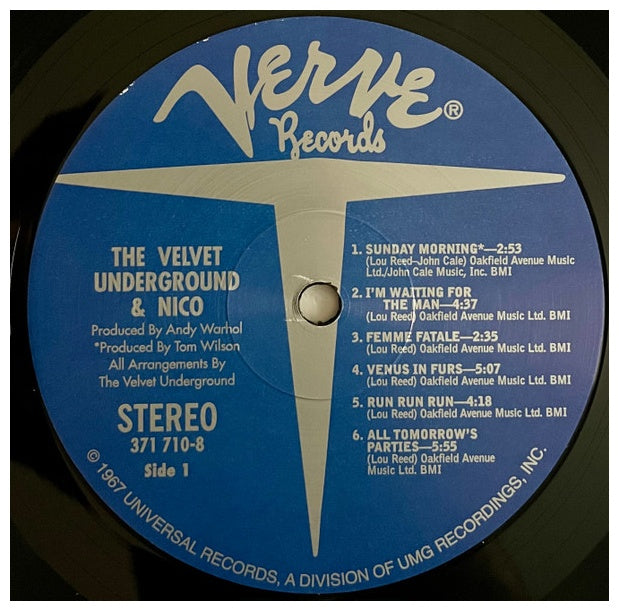 Verve®
Records
THE VELVET
UNDERGROUND
& NICO
Produced By Andy Warhol
*Produced By Tom Wilson
All Arrangements By
The Velvet Underground
STEREO
371 710-8
Side 1
1. SUNDAY MORNING*—2:53
(Lou Reed–John Cale) Oakfield Avenue Music
Ltd./John Cale Music, Inc. BMI
2. I'M WAITING FOR
THE MAN—4:37
(Lou Reed) Oakfield Avenue Music Ltd. BMI
3. FEMME FATALE—2:35
(Lou Reed) Oakfield Avenue Music Ltd. BMI
4. VENUS IN FURS—5:07
(Lou Reed) Oakfield Avenue Music Ltd. BMI
5. RUN RUN RUN—4:18
(Lou Reed) Oakfield Avenue Music Ltd. BMI
6. ALL TOMORROW'S
PARTIES—5:55
(Lou Reed) Oakfield Avenue
Music Ltd. BMI
© 1967 UNIVERSAL RECORDS, A DIVISION OF UMG RECORDINGS, INC.